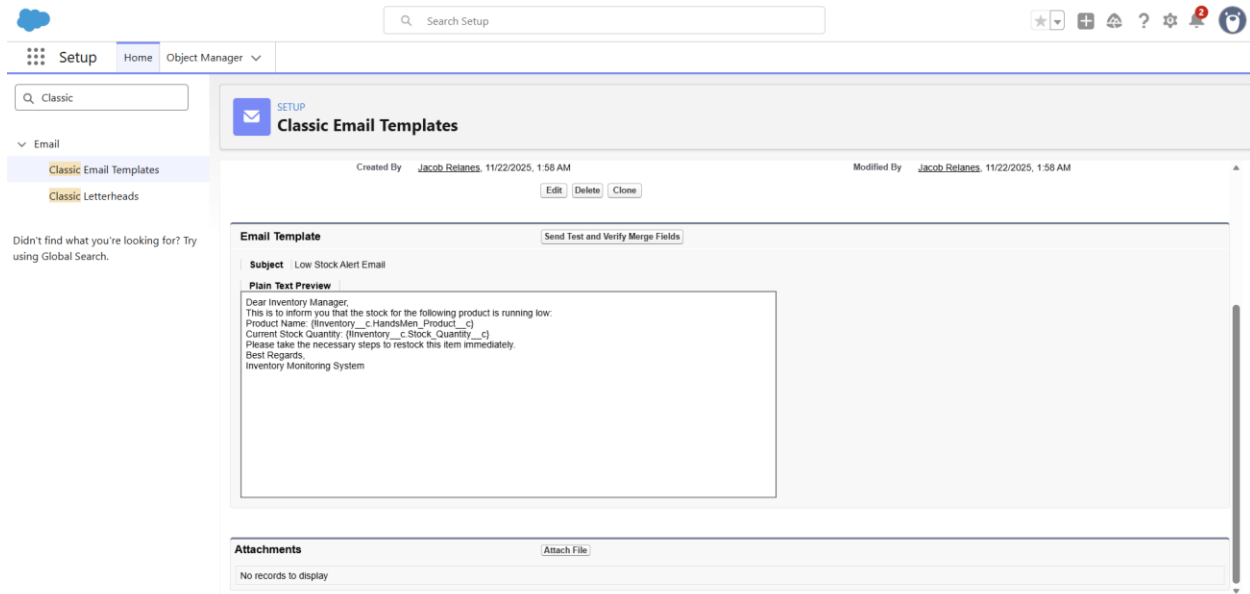 Search Setup
2
Setup
Home
Object Manager
Classic
Email
Classic Email Templates
Classic Letterheads
Didn't find what you're looking for? Try
using Global Search.
SETUP
Classic Email Templates
Created By Jacob Relanes, 11/22/2025, 1:58 AM
Modified By Jacob Relanes, 11/22/2025, 1:58 AM
Edit Delete Clone
Email Template
Send Test and Verify Merge Fields
Subject Low Stock Alert Email
Plain Text Preview
Dear Inventory Manager,
This is to inform you that the stock for the following product is running low:
Product Name: {!Inventory__c.HandsMen_Product__c}
Current Stock Quantity: {!Inventory__c.Stock_Quantity__c}
Please take the necessary steps to restock this item immediately.
Best Regards,
Inventory Monitoring System
Attachments
Attach File
No records to display